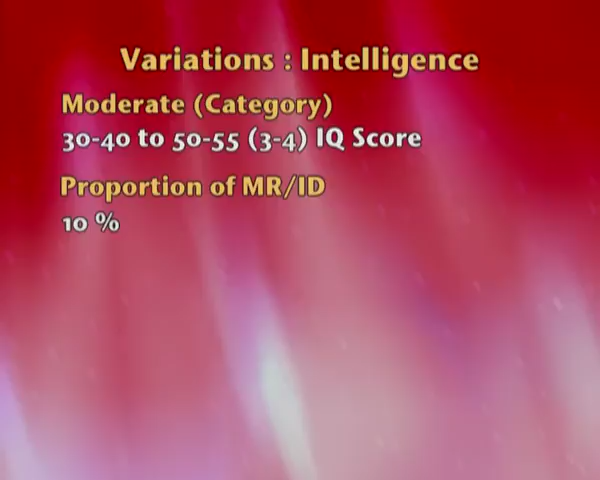 Variations : Intelligence
Moderate (Category)
30-40 to 50-55 (3-4) IQ Score
Proportion of MR/ID
10 %